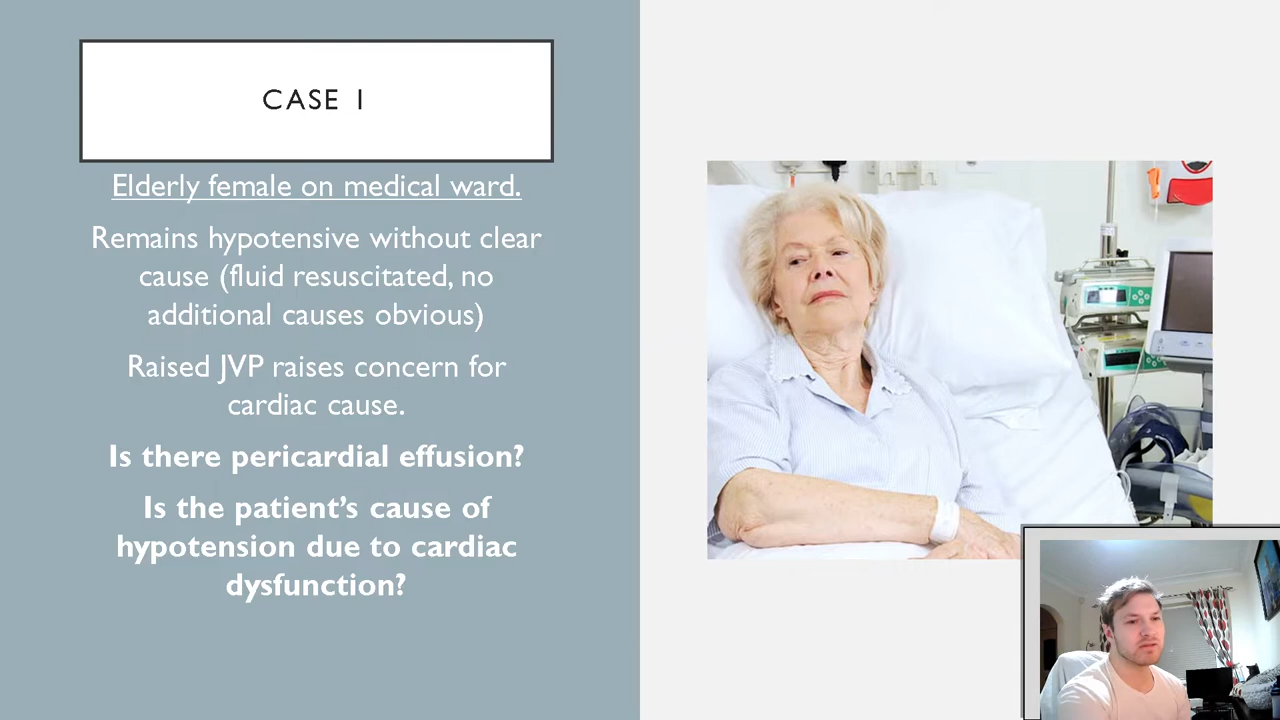 CASE 1
Elderly female on medical ward.
Remains hypotensive without clear
cause (fluid resuscitated, no
additional causes obvious)
Raised JVP raises concern for
cardiac cause.
Is there pericardial effusion?
Is the patient’s cause of
hypotension due to cardiac
dysfunction?